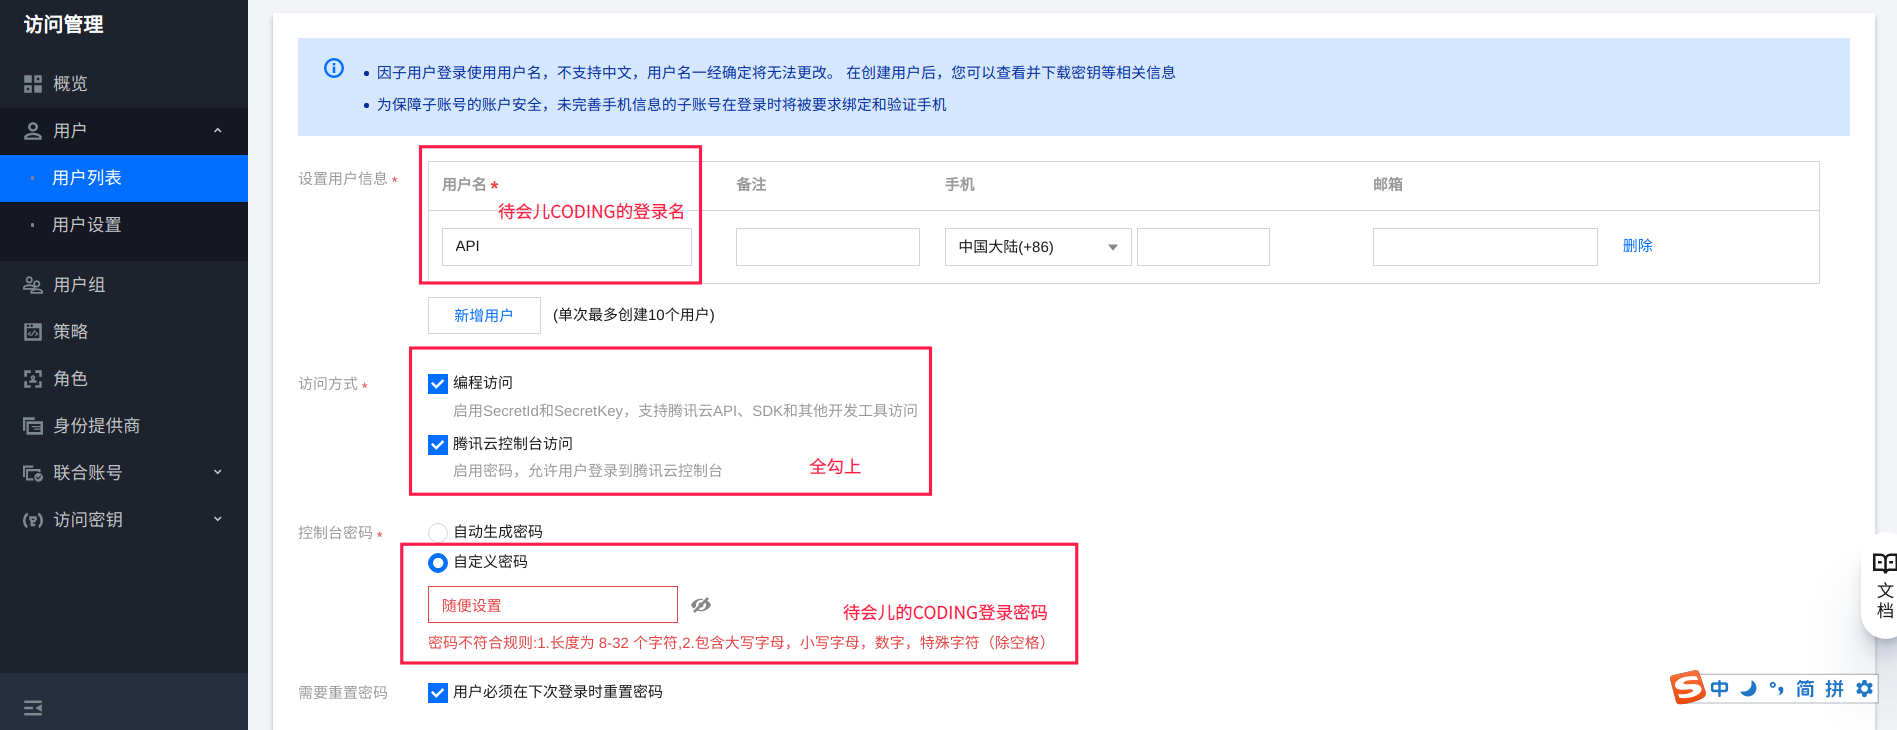 访问管理
概览
用户
用户列表
用户设置
用户组
策略
角色
身份提供商
联合账号
访问密钥
因子用户登录使用用户名，不支持中文，用户名一经确定将无法更改。 在创建用户后，您可以查看并下载密钥等相关信息
为保障子账号的账户安全，未完善手机信息的子账号在登录时将被要求绑定和验证手机
设置用户信息 *
用户名 * 备注 手机 邮箱
待会儿CODING的登录名
API 中国大陆(+86) 删除
新增用户 (单次最多创建10个用户)
访问方式 *
编程访问
启用SecretId和SecretKey，支持腾讯云API、SDK和其他开发工具访问
腾讯云控制台访问
启用密码，允许用户登录到腾讯云控制台
全勾上
控制台密码 *
自动生成密码
自定义密码
随便设置
待会儿的CODING登录密码
密码不符合规则:1.长度为 8-32 个字符,2.包含大写字母，小写字母，数字，特殊字符（除空格）
需要重置密码
用户必须在下次登录时重置密码
文档
S 中 °， 简 拼